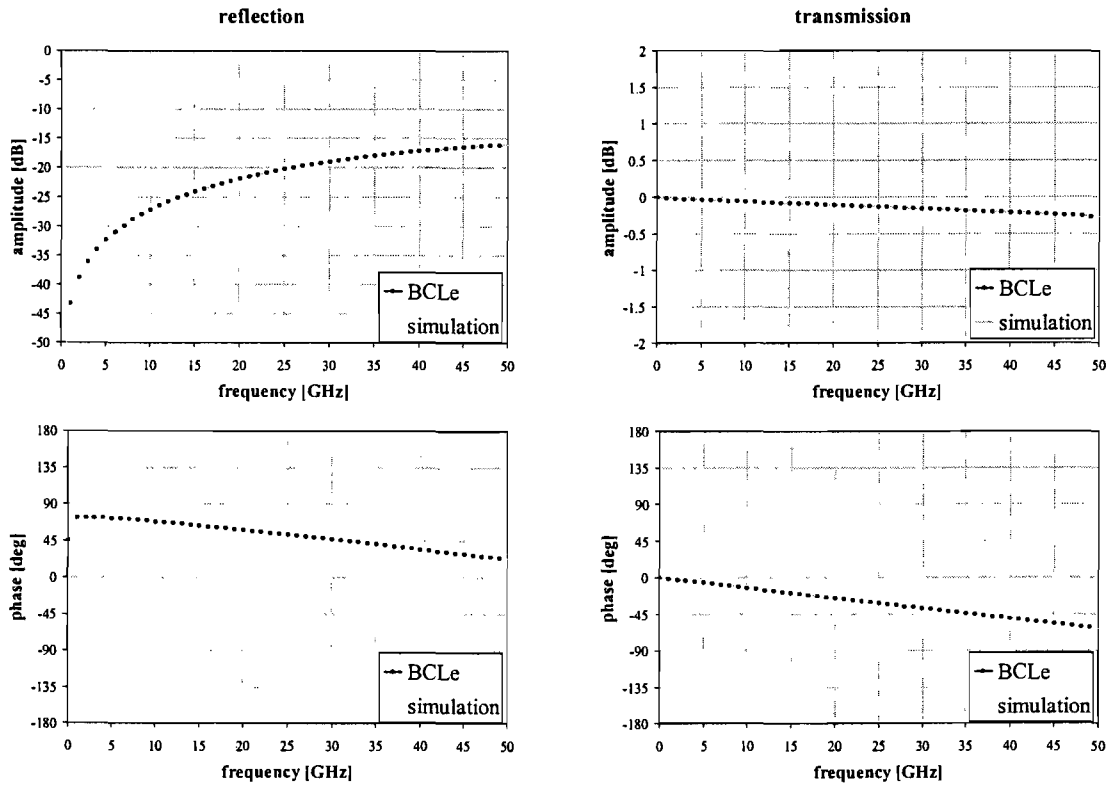 reflection
0
-5
-10
-15
-20
-25
-30
-35
-40
-45
-50
amplitude [dB]
BCLe
simulation
0 5 10 15 20 25 30 35 40 45 50
frequency [GHz]
transmission
2
1.5
1
0.5
0
-0.5
-1
-1.5
-2
amplitude [dB]
BCLe
simulation
0 5 10 15 20 25 30 35 40 45 50
frequency [GHz]
180
135
90
45
0
-45
-90
-135
-180
phase [deg]
BCLe
simulation
0 5 10 15 20 25 30 35 40 45 50
frequency [GHz]
180
135
90
45
0
-45
-90
-135
-180
phase [deg]
BCLe
simulation
0 5 10 15 20 25 30 35 40 45 50
frequency [GHz]